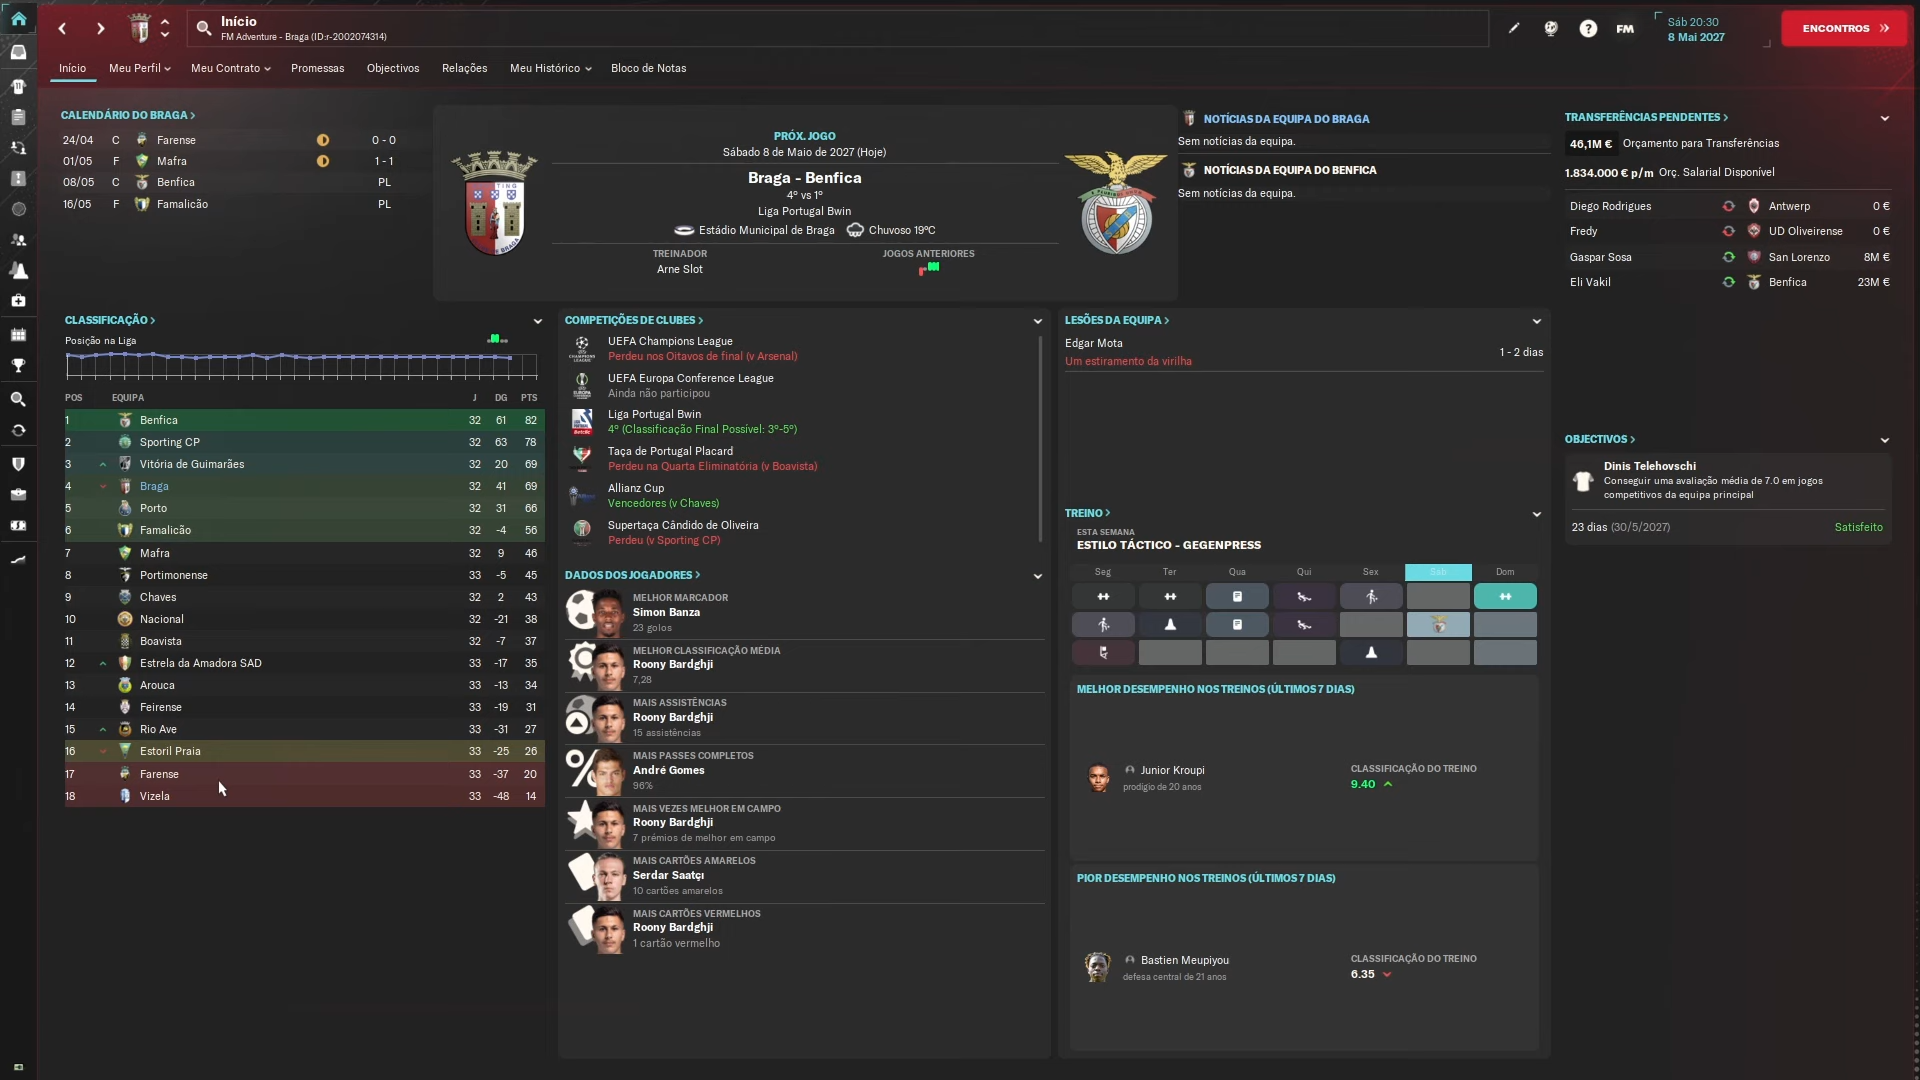 Início
FM Adventure - Braga (ID:r-2002074314)
FM
Sáb 20:30
8 Mai 2027
ENCONTROS
Início Meu Perfil Meu Contrato Promessas Objectivos Relações Meu Histórico Bloco de Notas
CALENDÁRIO DO BRAGA >
24/04 C Farense 0 - 0
01/05 F Mafra 1 - 1
08/05 C Benfica PL
16/05 F Famalicão PL
PRÓX. JOGO
Sábado 8 de Maio de 2027 (Hoje)
Braga - Benfica
4º vs 1º
Liga Portugal Bwin
Estádio Municipal de Braga Chuvoso 19ºC
TREINADOR
Arne Slot
JOGOS ANTERIORES
NOTÍCIAS DA EQUIPA DO BRAGA
Sem notícias da equipa.
NOTÍCIAS DA EQUIPA DO BENFICA
Sem notícias da equipa.
TRANSFERÊNCIAS PENDENTES >
46,1M € Orçamento para Transferências
1.834.000 € p/m Orç. Salarial Disponível
Diego Rodrigues Antwerp 0 €
Fredy UD Oliveirense 0 €
Gaspar Sosa San Lorenzo 8M €
Eli Vakil Benfica 23M €
CLASSIFICAÇÃO >
Posição na Liga
POS EQUIPA J DG PTS
1 Benfica 32 61 82
2 Sporting CP 32 63 78
3 Vitória de Guimarães 32 20 69
4 Braga 32 41 69
5 Porto 32 31 66
6 Famalicão 32 -4 56
7 Mafra 32 9 46
8 Portimonense 33 -5 45
9 Chaves 32 2 43
10 Nacional 32 -21 38
11 Boavista 32 -7 37
12 Estrela da Amadora SAD 33 -17 35
13 Arouca 33 -13 34
14 Feirense 33 -19 31
15 Rio Ave 33 -31 27
16 Estoril Praia 33 -25 26
17 Farense 33 -37 20
18 Vizela 33 -48 14
COMPETIÇÕES DE CLUBES >
UEFA Champions League
Perdeu nos Oitavos de final (v Arsenal)
UEFA Europa Conference League
Ainda não participou
Liga Portugal Bwin
4º (Classificação Final Possível: 3º-5º)
Taça de Portugal Placard
Perdeu na Quarta Eliminatória (v Boavista)
Allianz Cup
Vencedores (v Chaves)
Supertaça Cândido de Oliveira
Perdeu (v Sporting CP)
DADOS DOS JOGADORES >
MELHOR MARCADOR
Simon Banza
23 golos
MELHOR CLASSIFICAÇÃO MÉDIA
Roony Bardghji
7,28
MAIS ASSISTÊNCIAS
Roony Bardghji
15 assistências
MAIS PASSES COMPLETOS
André Gomes
96%
MAIS VEZES MELHOR EM CAMPO
Roony Bardghji
7 prémios de melhor em campo
MAIS CARTÕES AMARELOS
Serdar Saatçı
10 cartões amarelos
MAIS CARTÕES VERMELHOS
Roony Bardghji
1 cartão vermelho
LESÕES DA EQUIPA >
Edgar Mota
Um estiramento da virilha
1 - 2 dias
TREINO >
ESTA SEMANA
ESTILO TÁCTICO - GEGENPRESS
Seg Ter Qua Qui Sex Sáb Dom
MELHOR DESEMPENHO NOS TREINOS (ÚLTIMOS 7 DIAS)
Junior Kroupi
prodígio de 20 anos
CLASSIFICAÇÃO DO TREINO
9.40
PIOR DESEMPENHO NOS TREINOS (ÚLTIMOS 7 DIAS)
Bastien Meupiyou
defesa central de 21 anos
CLASSIFICAÇÃO DO TREINO
6.35
OBJECTIVOS >
Dinis Telehovschi
Conseguir uma avaliação média de 7.0 em jogos
competitivos da equipa principal
23 dias (30/5/2027) Satisfeito